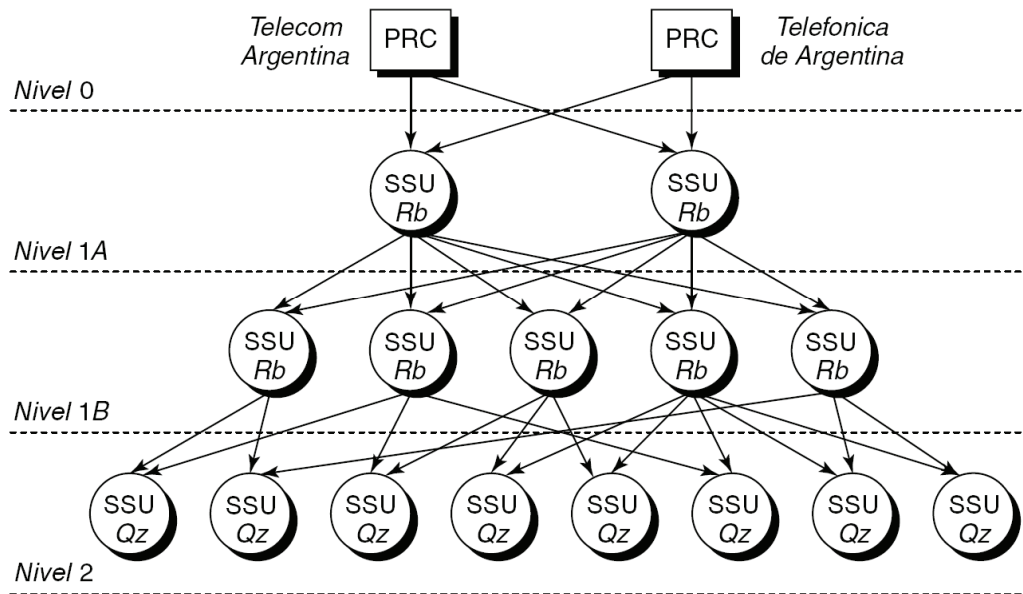 Telecom
Argentina
PRC
PRC
Telefonica
de Argentina
Nivel 0
SSU
Rb
SSU
Rb
Nivel 1A
SSU
Rb
SSU
Rb
SSU
Rb
SSU
Rb
SSU
Rb
Nivel 1B
SSU
Qz
SSU
Qz
SSU
Qz
SSU
Qz
SSU
Qz
SSU
Qz
SSU
Qz
SSU
Qz
Nivel 2